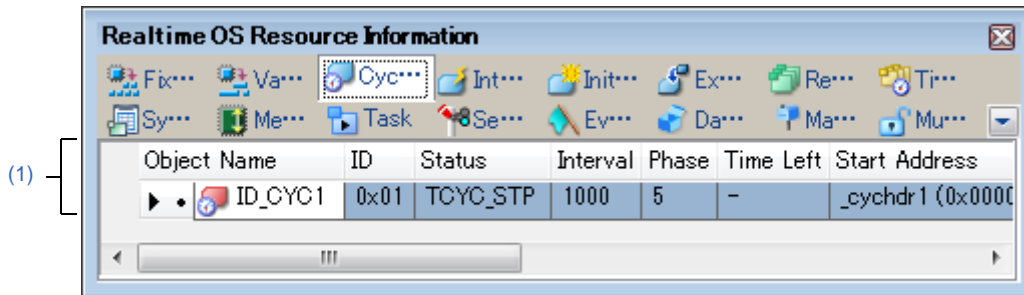 Realtime OS Resource Information
Fix··· Va··· Cyc··· Int··· Init··· Ex··· Re··· Ti···
Sy··· Me··· Task Se··· Ev··· Da··· Ma··· Mu···
(1)
Object Name ID Status Interval Phase Time Left Start Address
ID_CYC1 0x01 TCYC_STP 1000 5 - _cychdr1 (0x0000